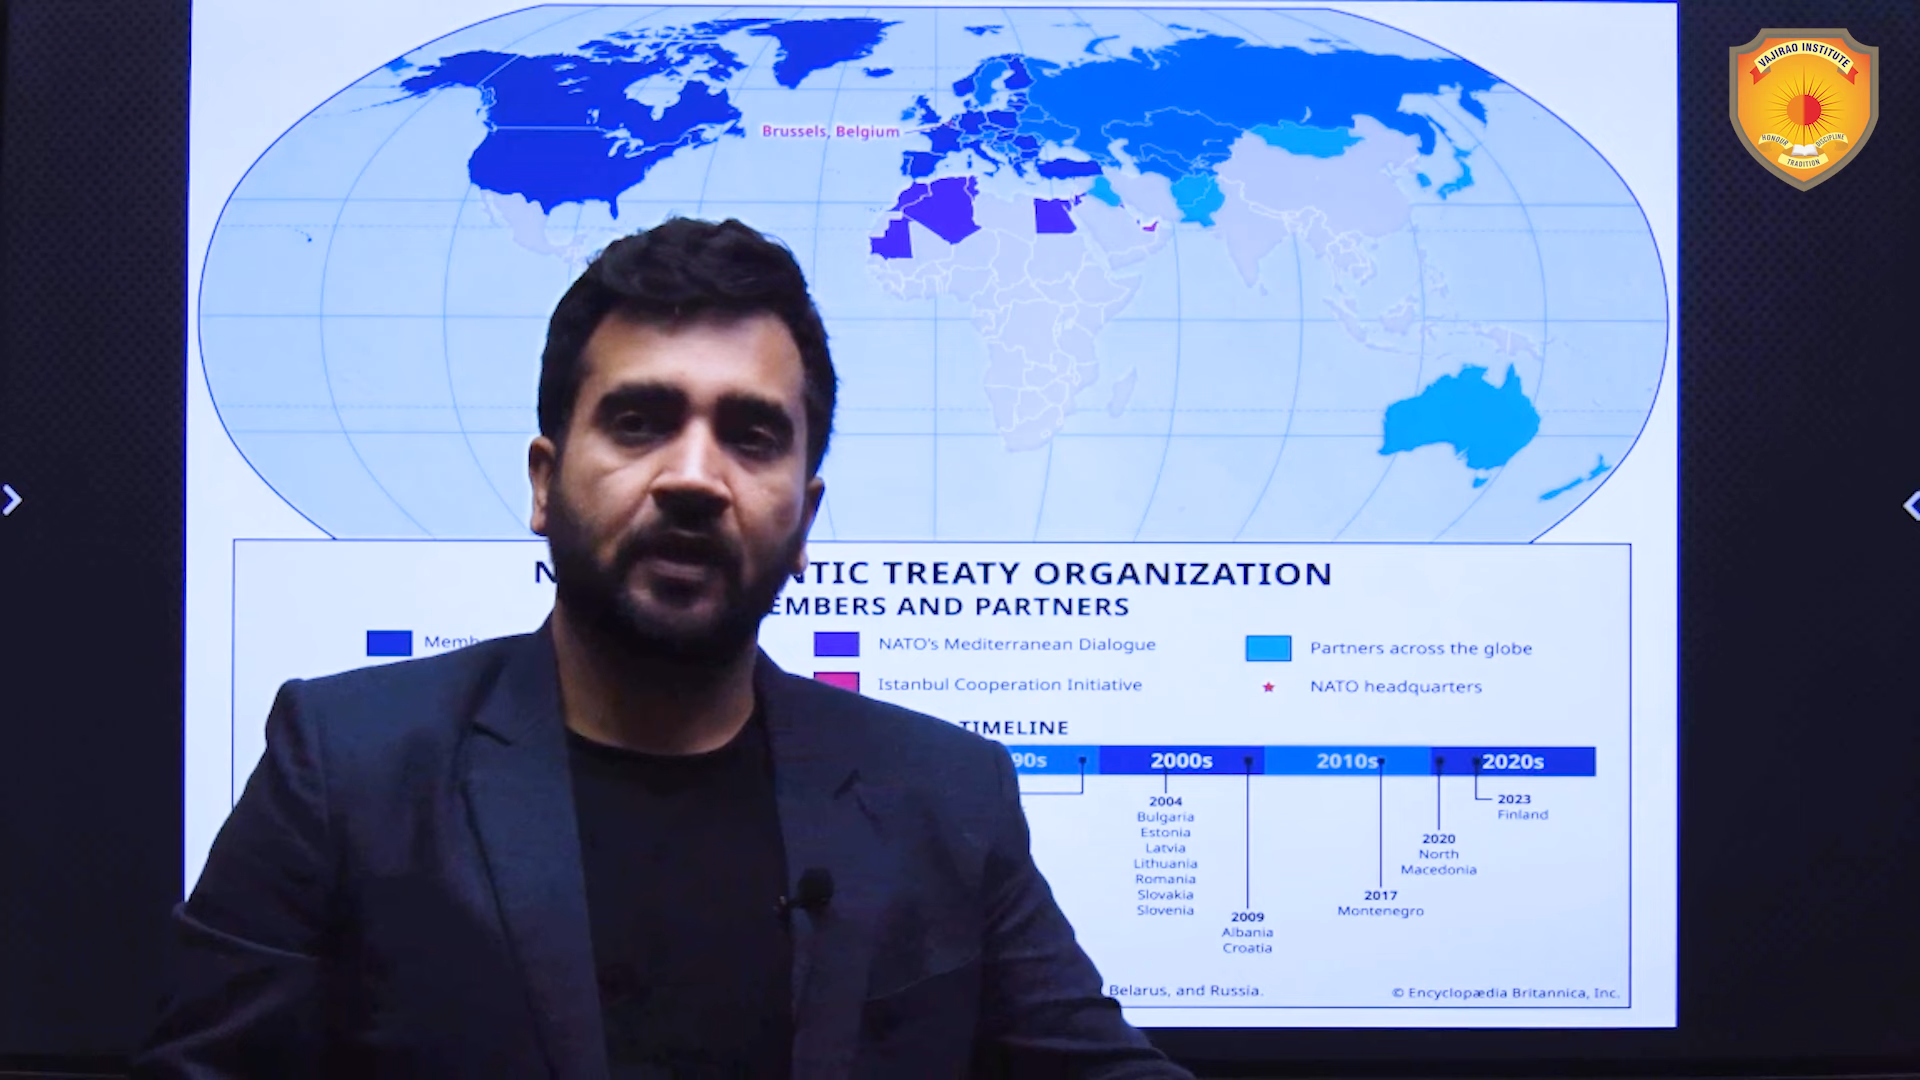 VAJIRAO INSTITUTE
HONOUR
DISCIPLINE
TRADITION
Brussels, Belgium
NTIC TREATY ORGANIZATION
EMBERS AND PARTNERS
Memb
NATO's Mediterranean Dialogue
Partners across the globe
Istanbul Cooperation Initiative
NATO headquarters
TIMELINE
90s
2000s
2010s
2020s
2004
Bulgaria
Estonia
Latvia
Lithuania
Romania
Slovakia
Slovenia
2009
Albania
Croatia
2017
Montenegro
2020
North
Macedonia
2023
Finland
Belarus, and Russia.
© Encyclopædia Britannica, Inc.